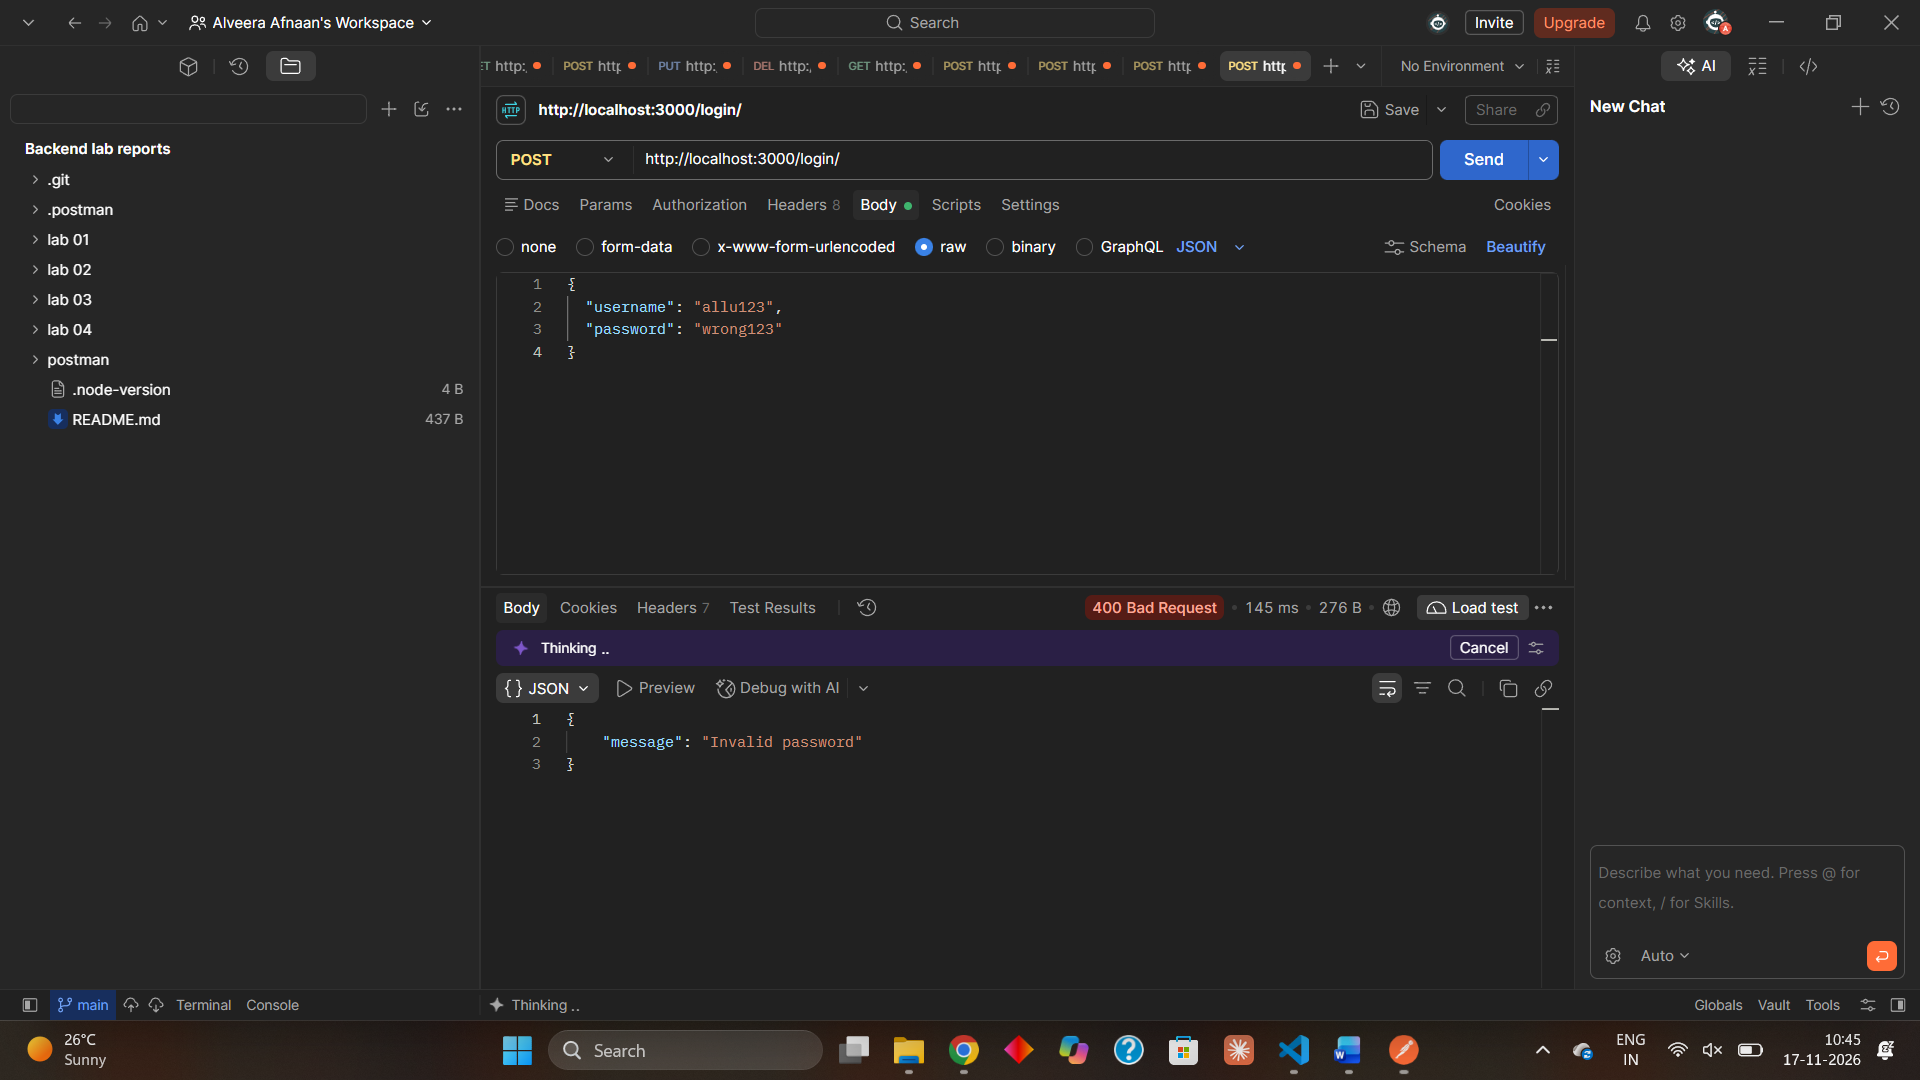 Alveera Afnaan's Workspace
Search
Invite
Upgrade
ET http:
POST http
PUT http:
DEL http:
GET http:
POST http
POST http
POST http
POST http
No Environment
AI
http://localhost:3000/login/
Save
Share
New Chat
Backend lab reports
.git
.postman
lab 01
lab 02
lab 03
lab 04
postman
.node-version 4 B
README.md 437 B
POST http://localhost:3000/login/ Send
Docs Params Authorization Headers 8 Body Scripts Settings Cookies
none form-data x-www-form-urlencoded raw binary GraphQL JSON Schema Beautify
1 {
2 "username": "allu123",
3 "password": "wrong123"
4 }
Body Cookies Headers 7 Test Results 400 Bad Request 145 ms 276 B Load test
Thinking .. Cancel
{} JSON Preview Debug with AI
1 {
2 "message": "Invalid password"
3 }
Describe what you need. Press @ for
context, / for Skills.
Auto
main Terminal Console Thinking .. Globals Vault Tools
26°C
Sunny
Search
ENG
IN
10:45
17-11-2026